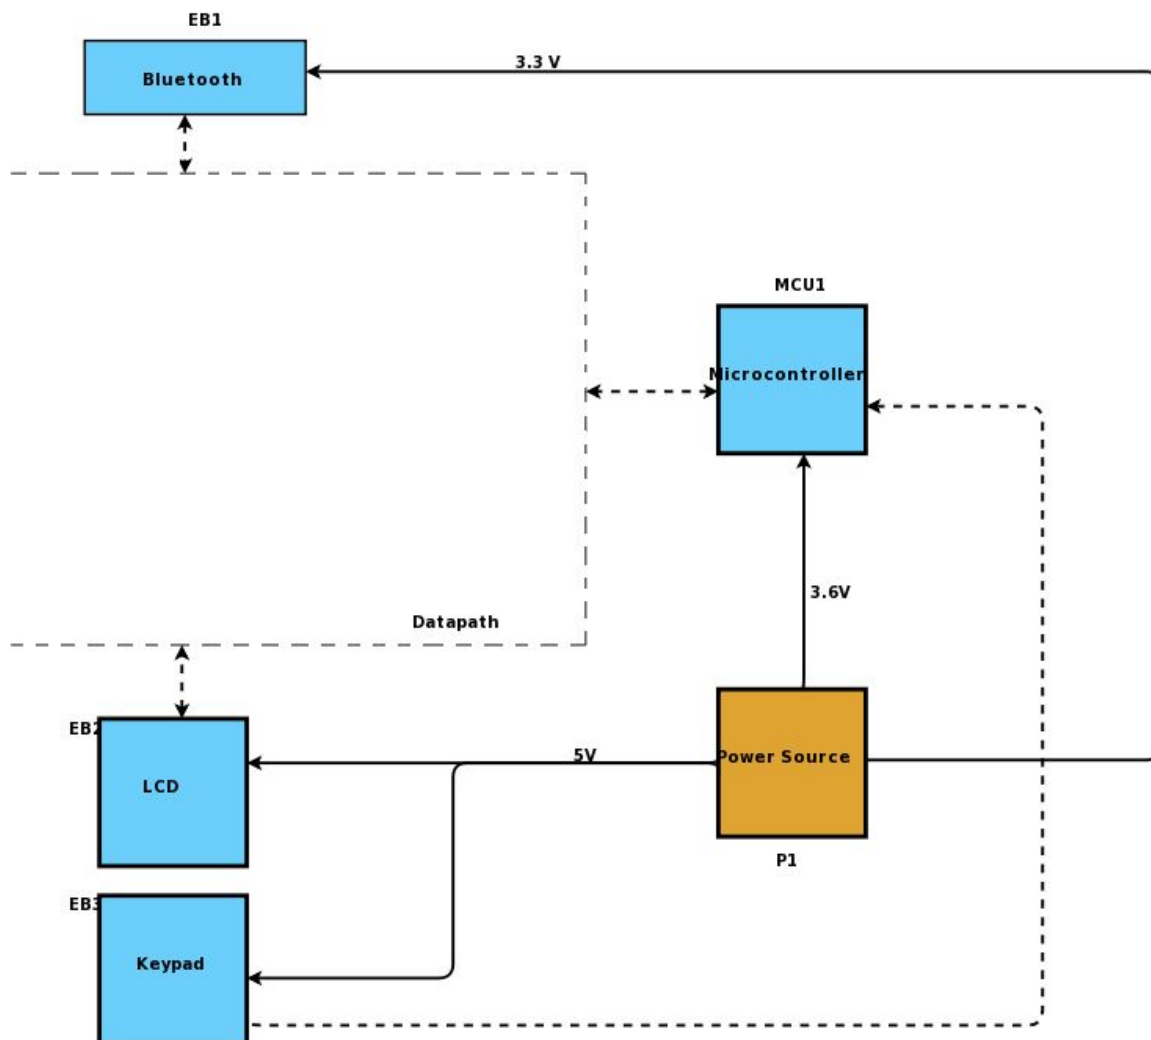 EB1
Bluetooth
3.3 V
MCU1
Microcontroller
3.6V
Datapath
EB2
LCD
5V
Power Source
P1
EB3
Keypad